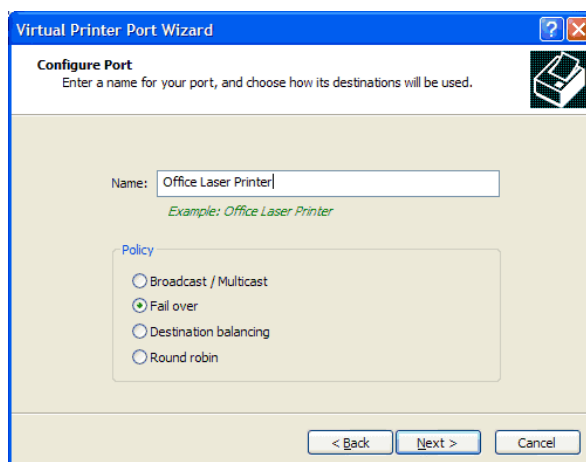 Virtual Printer Port Wizard
?
Configure Port
Enter a name for your port, and choose how its destinations will be used.
Name: Office Laser Printer
Example: Office Laser Printer
Policy
Broadcast / Multicast
Fail over
Destination balancing
Round robin
< Back Next > Cancel